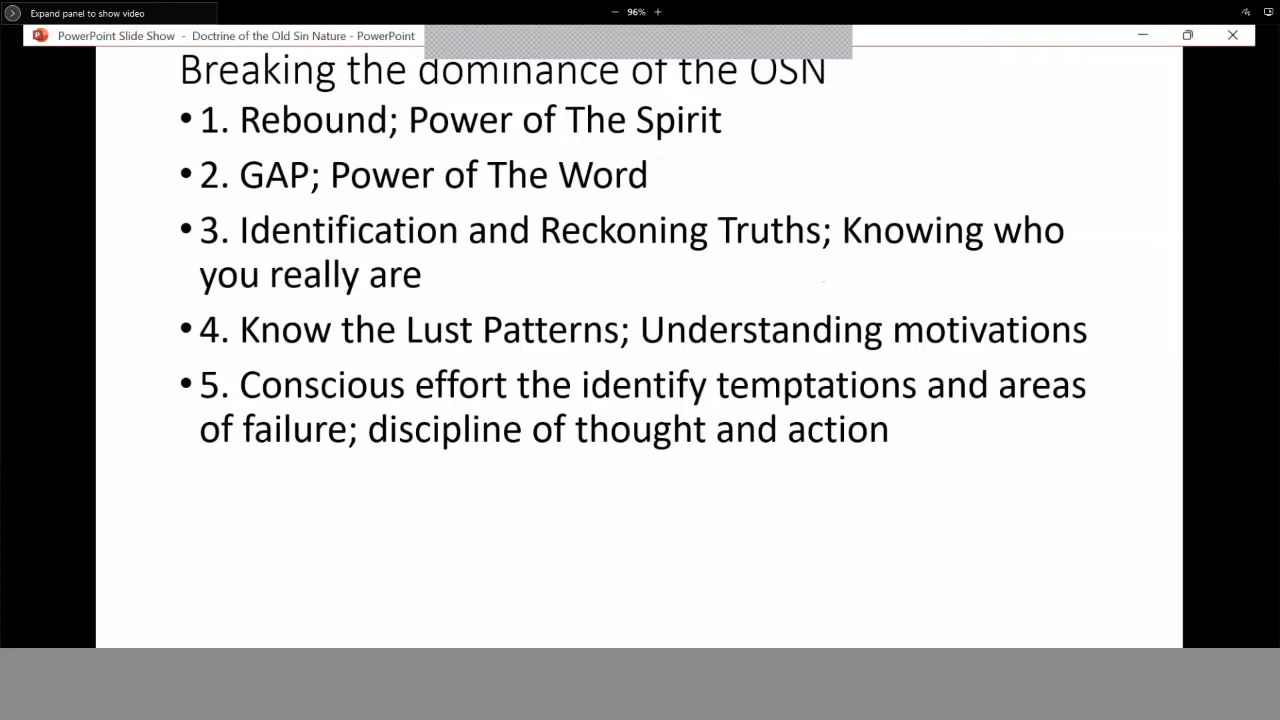 Expand panel to show video
− 96% +
PowerPoint Slide Show - Doctrine of the Old Sin Nature - PowerPoint
Breaking the dominance of the OSN
• 1. Rebound; Power of The Spirit
• 2. GAP; Power of The Word
• 3. Identification and Reckoning Truths; Knowing who
you really are
• 4. Know the Lust Patterns; Understanding motivations
• 5. Conscious effort the identify temptations and areas
of failure; discipline of thought and action